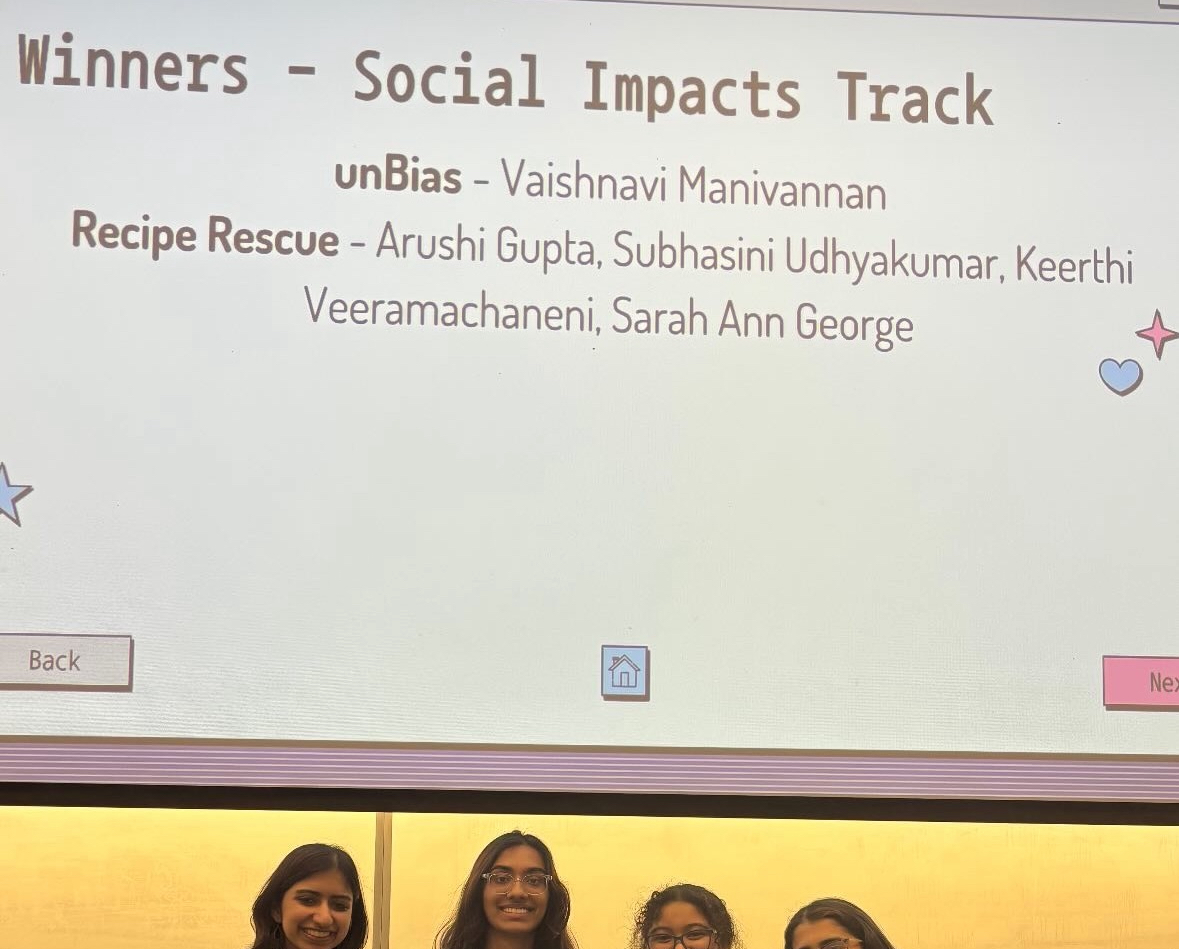 Winners - Social Impacts Track
unBias - Vaishnavi Manivannan
Recipe Rescue - Arushi Gupta, Subhasini Udhyakumar, Keerthi
Veeramachaneni, Sarah Ann George
Back